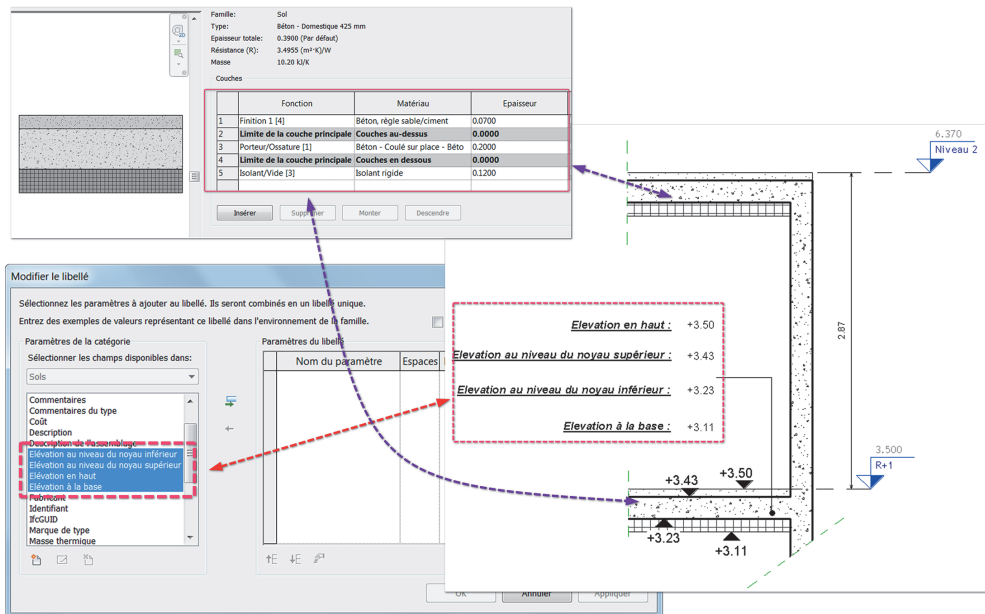 Famille: Sol
Type: Béton - Domestique 425 mm
Epaisseur totale: 0.3900 (Par défaut)
Résistance (R): 3.4955 (m²·K)/W
Masse 10.20 kJ/K
Couches
Fonction Matériau Epaisseur
1 Finition 1 [4] Béton, règle sable/ciment 0.0700
2 Limite de la couche principale Couches au-dessus 0.0000
3 Porteur/Ossature [1] Béton - Coulé sur place - Béto 0.2000
4 Limite de la couche principale Couches en dessous 0.0000
5 Isolant/Vide [3] Isolant rigide 0.1200
Insérer Supprimer Monter Descendre
6.370
Niveau 2
2.87
Modifier le libellé
Sélectionnez les paramètres à ajouter au libellé. Ils seront combinés en un libellé unique.
Entrez des exemples de valeurs représentant ce libellé dans l'environnement de la famille.
Paramètres de la catégorie
Sélectionner les champs disponibles dans:
Sols
Commentaires
Commentaires du type
Coût
Description
Description de l'assemblage
Elévation au niveau du noyau inférieur
Elévation au niveau du noyau supérieur
Elévation en haut
Elévation à la base
Fabricant
Identifiant
IfcGUID
Marque de type
Masse thermique
Paramètres du libellé
Nom du paramètre Espaces
Elevation en haut : +3.50
Elevation au niveau du noyau supérieur : +3.43
Elevation au niveau du noyau inférieur : +3.23
Elevation à la base : +3.11
3.500
R+1
+3.43 +3.50
+3.23 +3.11
OK Annuler Appliquer